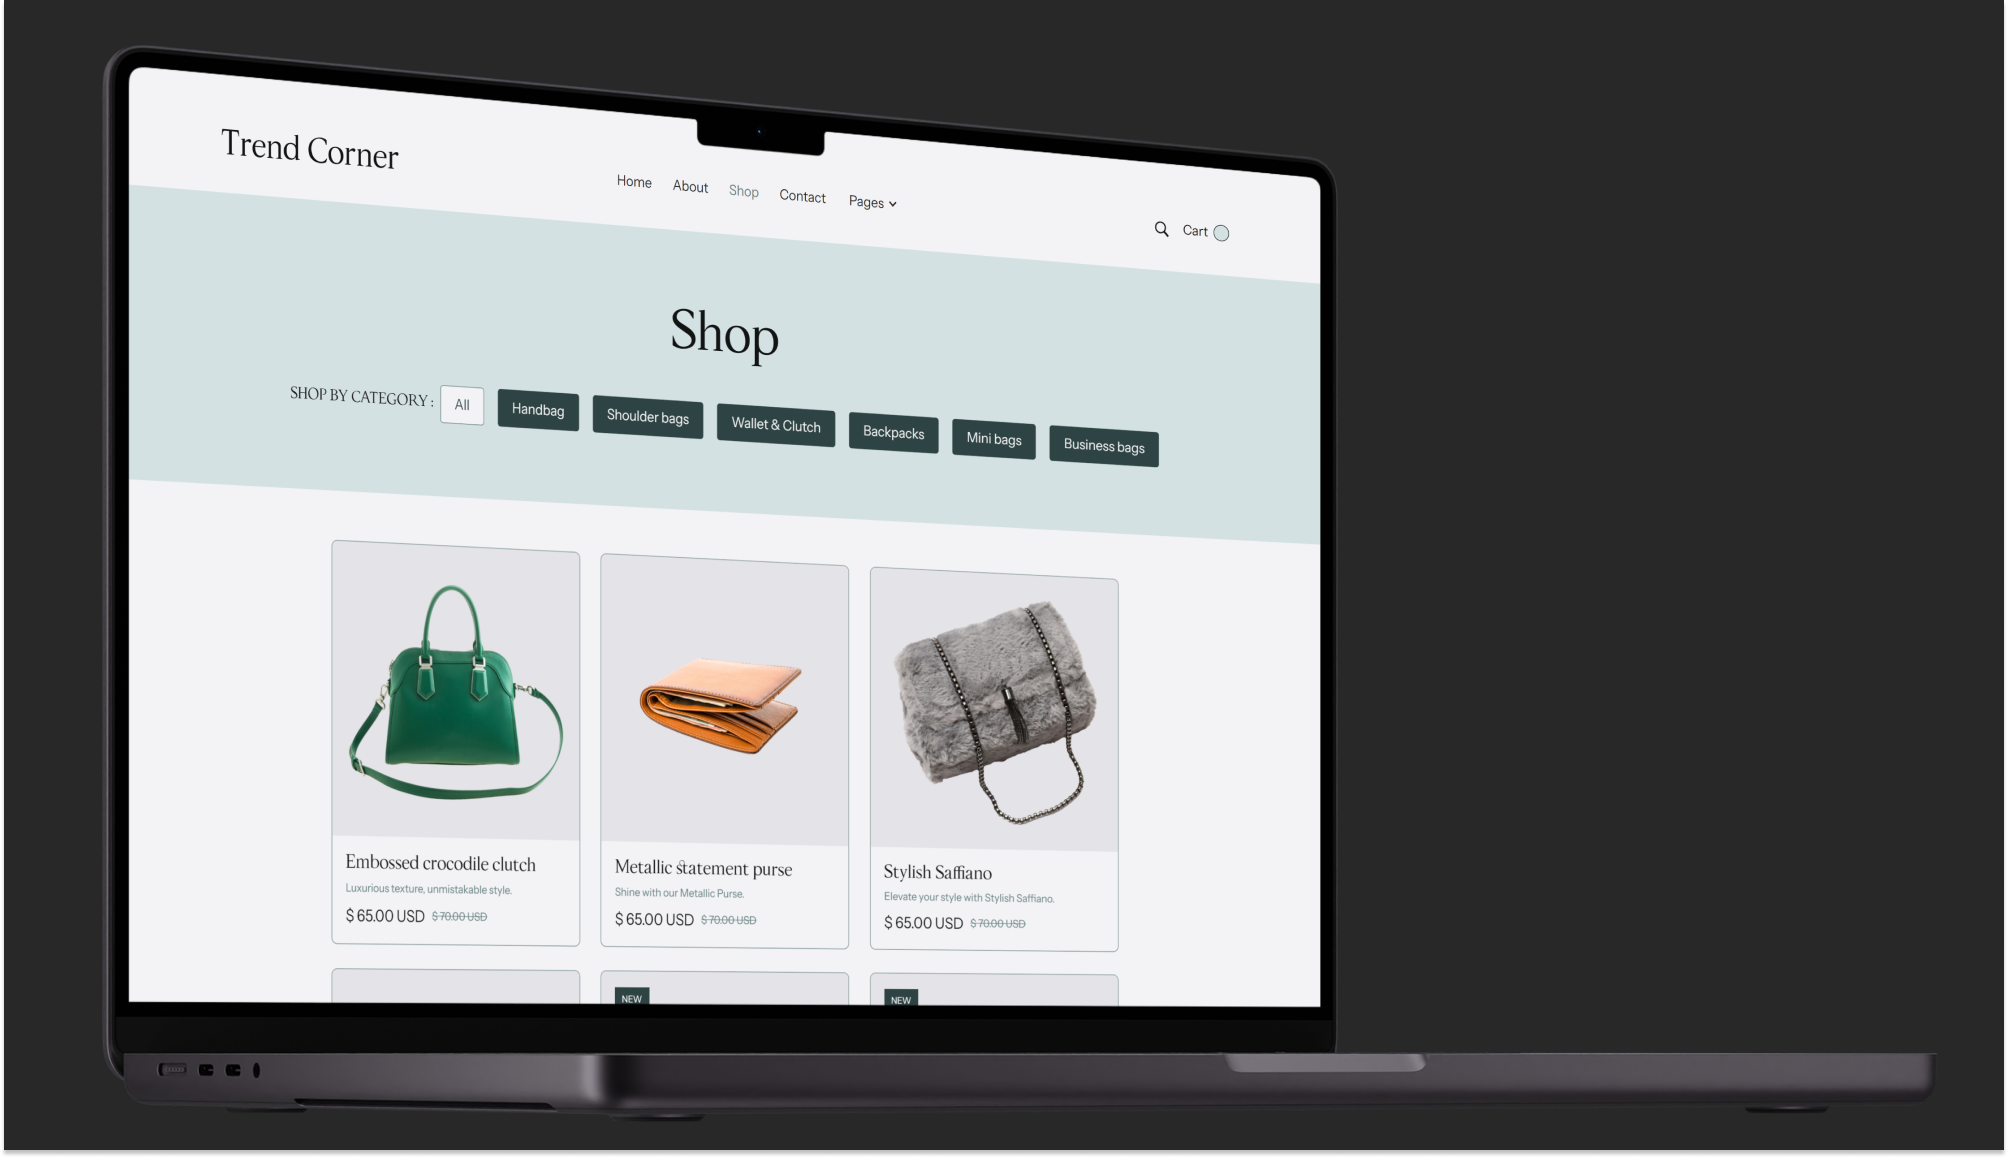 Trend Corner
Home About Shop Contact Pages
Cart
Shop
SHOP BY CATEGORY : All Handbag Shoulder bags Wallet & Clutch Backpacks Mini bags Business bags
Embossed crocodile clutch
Luxurious texture, unmistakable style.
$ 65.00 USD $ 70.00 USD
Metallic statement purse
Shine with our Metallic Purse.
$ 65.00 USD $ 70.00 USD
Stylish Saffiano
Elevate your style with Stylish Saffiano.
$ 65.00 USD $ 70.00 USD
NEW
NEW